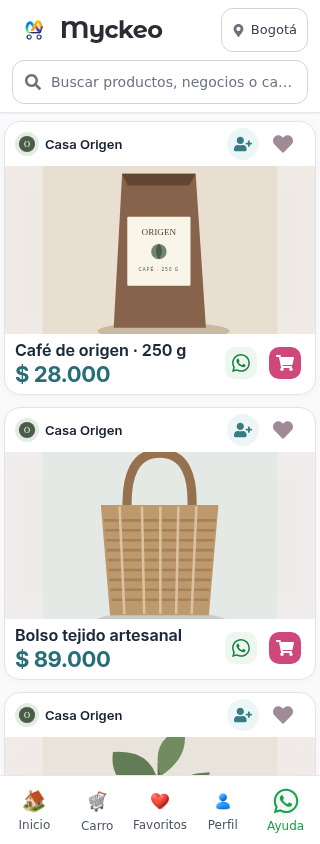 Myckeo
Bogotá
Buscar productos, negocios o ca...
O
Casa Origen
ORIGEN
CAFÉ · 250 G
Café de origen · 250 g
$ 28.000
O
Casa Origen
Bolso tejido artesanal
$ 89.000
O
Casa Origen
Inicio
Carro
Favoritos
Perfil
Ayuda